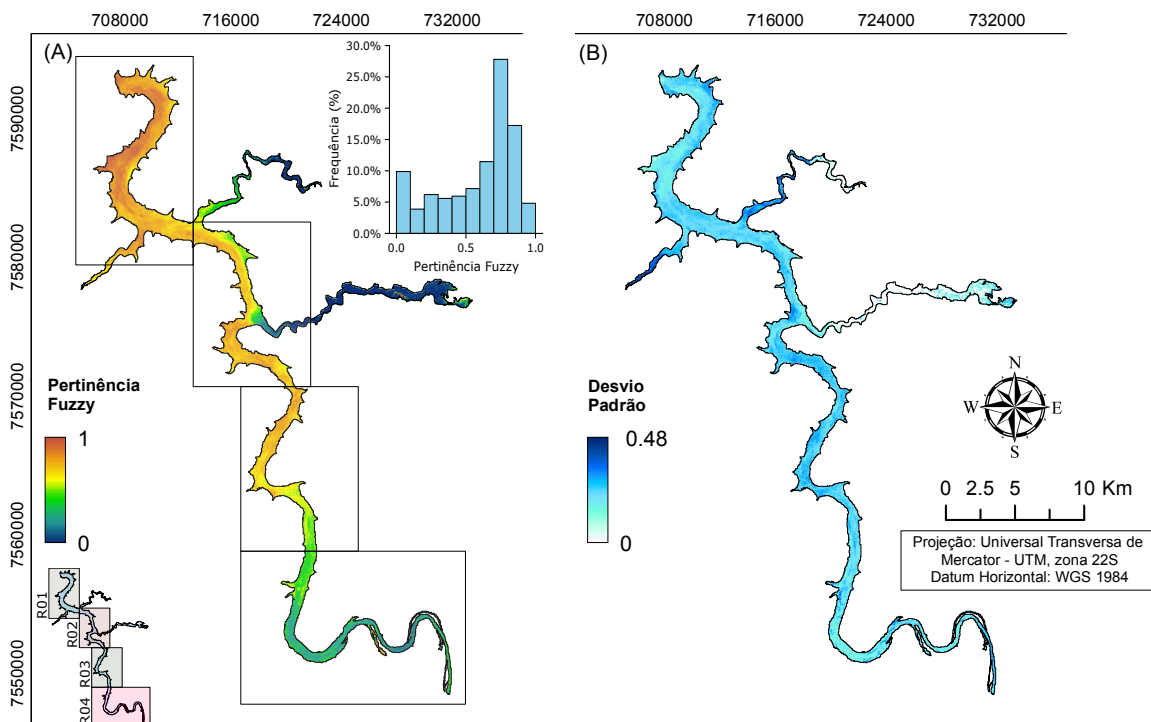 708000 716000 724000 732000
708000 716000 724000 732000
(A)
(B)
7590000
7580000
7570000
7560000
7550000
30.0%
25.0%
20.0%
15.0%
10.0%
5.0%
0.0%
Frequência (%)
0.0 0.5 1.0
Pertinência Fuzzy
Pertinência
Fuzzy
1
0
R01
R02
R03
R04
Desvio
Padrão
0.48
0
N
W E
S
0 2.5 5 10 Km
Projeção: Universal Transversa de
Mercator - UTM, zona 22S
Datum Horizontal: WGS 1984